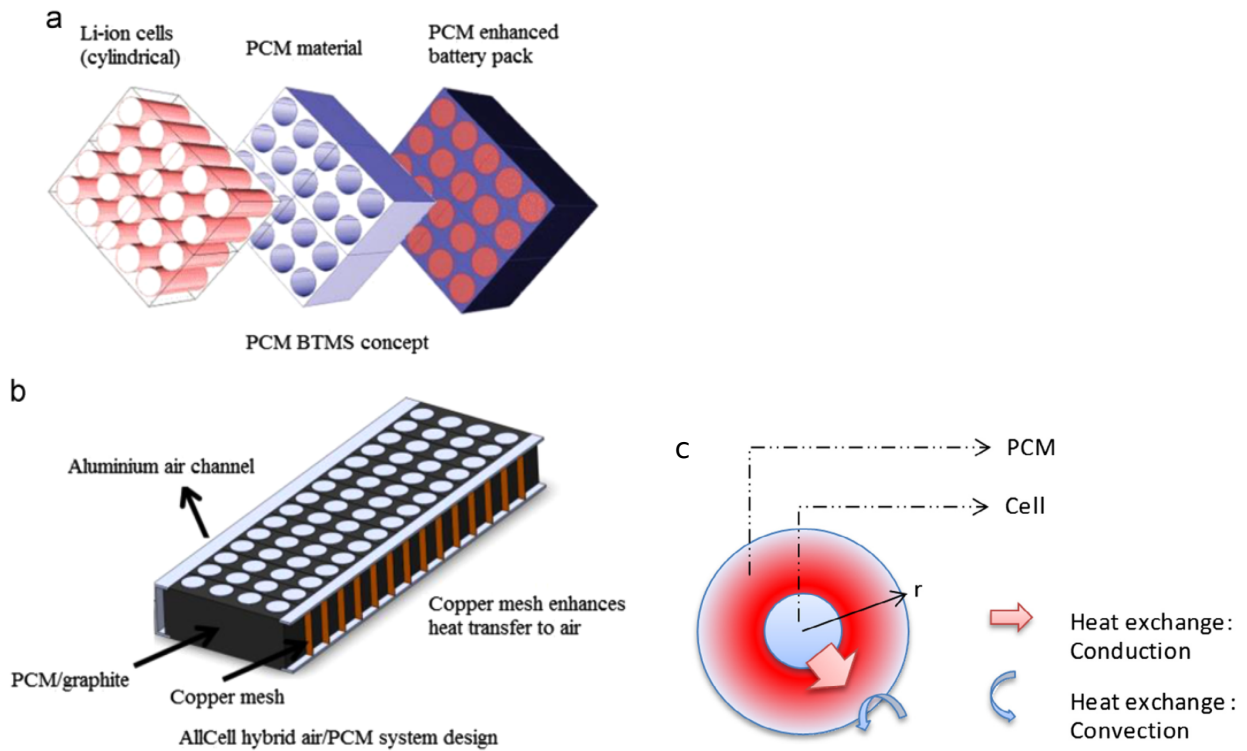 a
Li-ion cells
(cylindrical)
PCM material
PCM enhanced
battery pack
PCM BTMS concept
b
Aluminium air channel
Copper mesh enhances
heat transfer to air
PCM/graphite
Copper mesh
AllCell hybrid air/PCM system design
c
PCM
Cell
r
Heat exchange:
Conduction
Heat exchange :
Convection